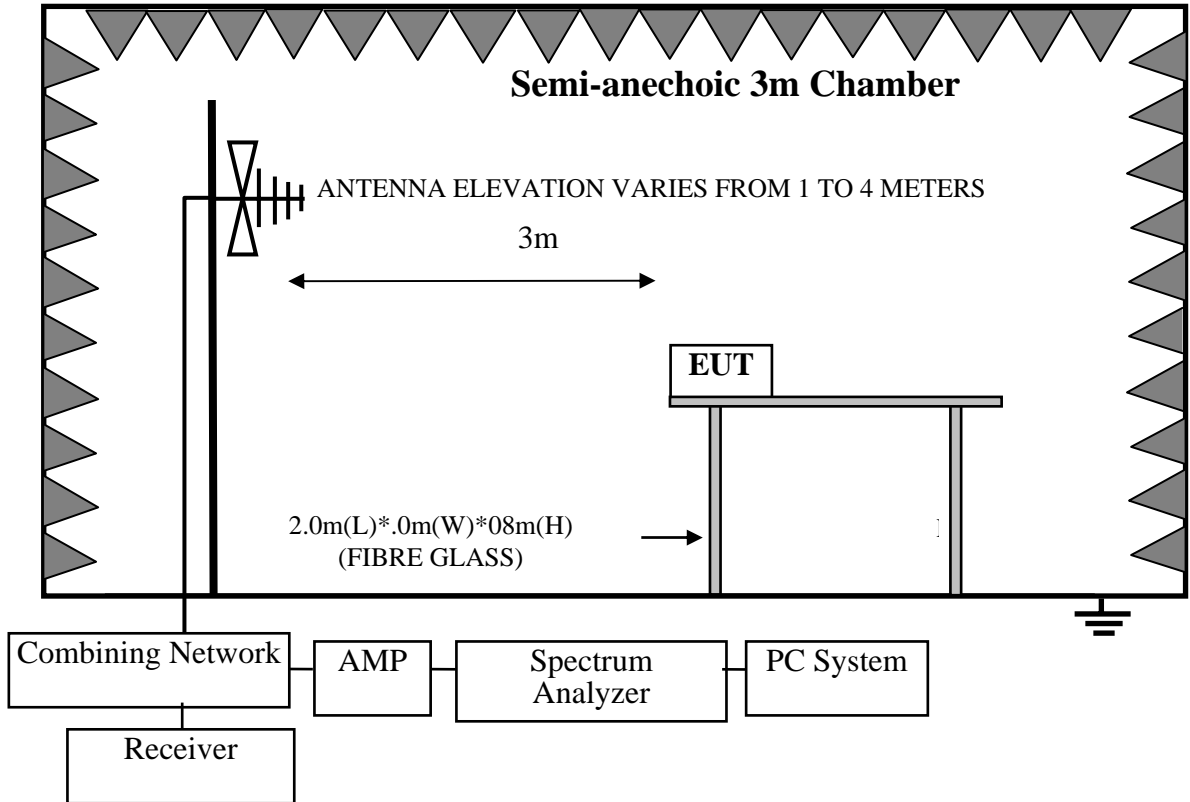 Semi-anechoic 3m Chamber
ANTENNA ELEVATION VARIES FROM 1 TO 4 METERS
3m
EUT
2.0m(L)*.0m(W)*08m(H)
(FIBRE GLASS)
Combining Network
AMP
Spectrum
Analyzer
PC System
Receiver